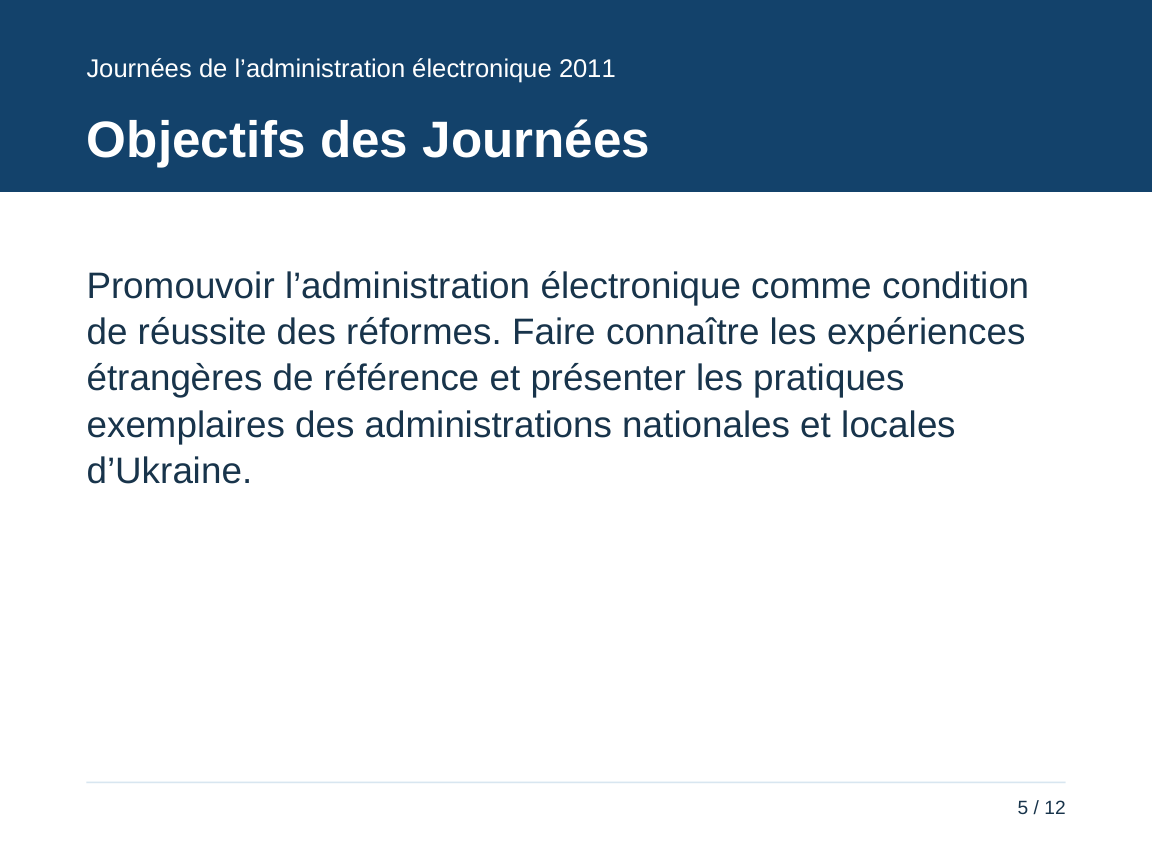 Journées de l’administration électronique 2011
Objectifs des Journées
Promouvoir l’administration électronique comme condition
de réussite des réformes. Faire connaître les expériences
étrangères de référence et présenter les pratiques
exemplaires des administrations nationales et locales
d’Ukraine.
5 / 12